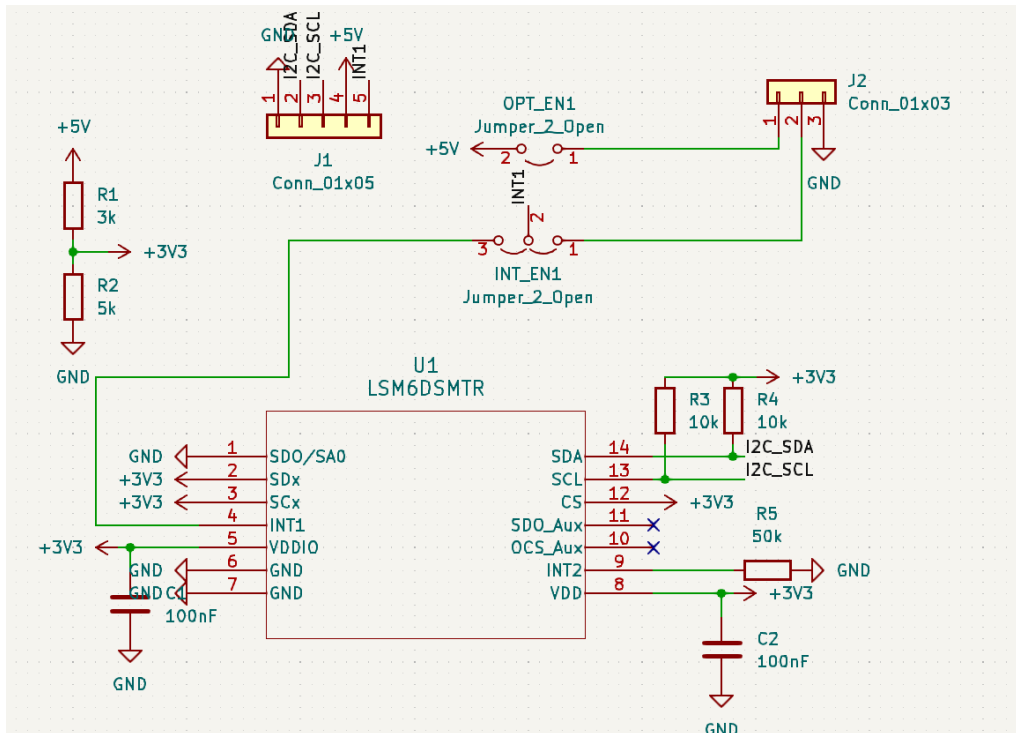 GND
I2C_SDA
I2C_SCL
+5V
INT1
1
2
3
4
5
J1
Conn_01x05
+5V
R1
3k
+3V3
R2
5k
GND
OPT_EN1
Jumper_2_Open
+5V
2
1
J2
Conn_01x03
1
2
3
GND
INT1
2
3
1
INT_EN1
Jumper_2_Open
U1
LSM6DSMTR
GND 1 SDO/SA0
+3V3 2 SDx
+3V3 3 SCx
4 INT1
+3V3 5 VDDIO
GND 6 GND
GND 7 GND
C1
100nF
GND
+3V3
R3
10k
R4
10k
SDA 14 I2C_SDA
SCL 13 I2C_SCL
CS 12 +3V3
SDO_Aux 11
OCS_Aux 10
INT2 9
R5
50k
GND
VDD 8 +3V3
C2
100nF
GND